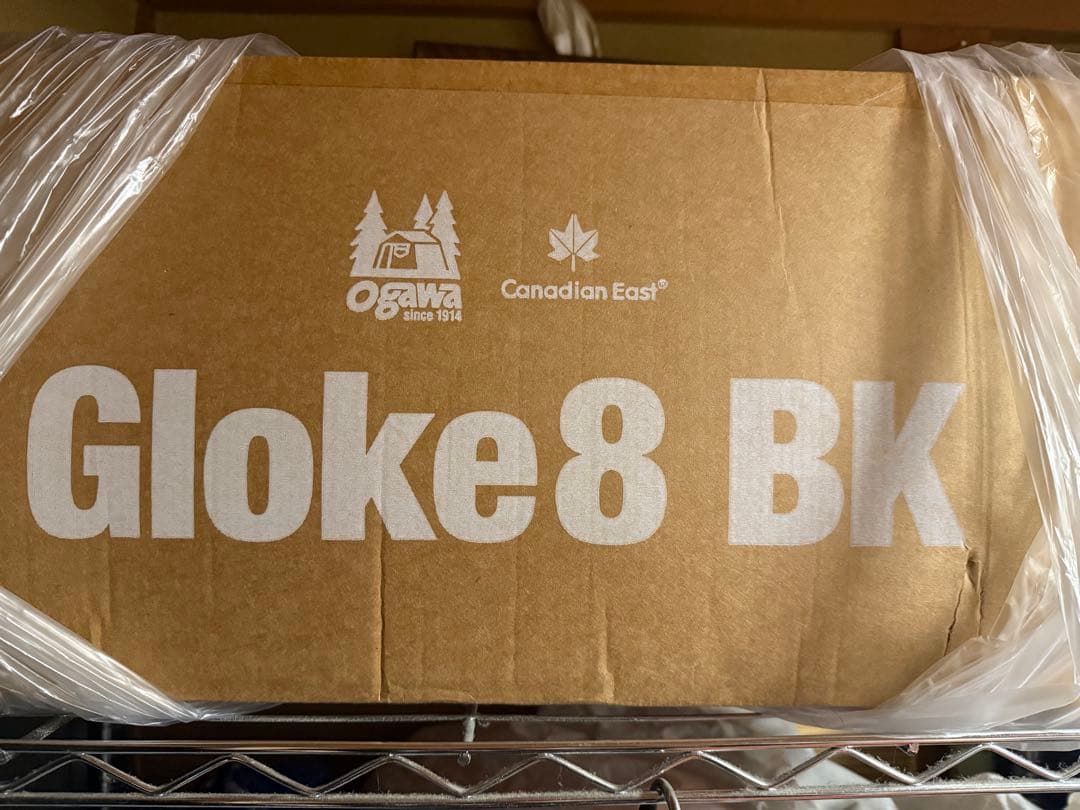 Ogawa
since 1914
Canadian East®
Gloke8 BK